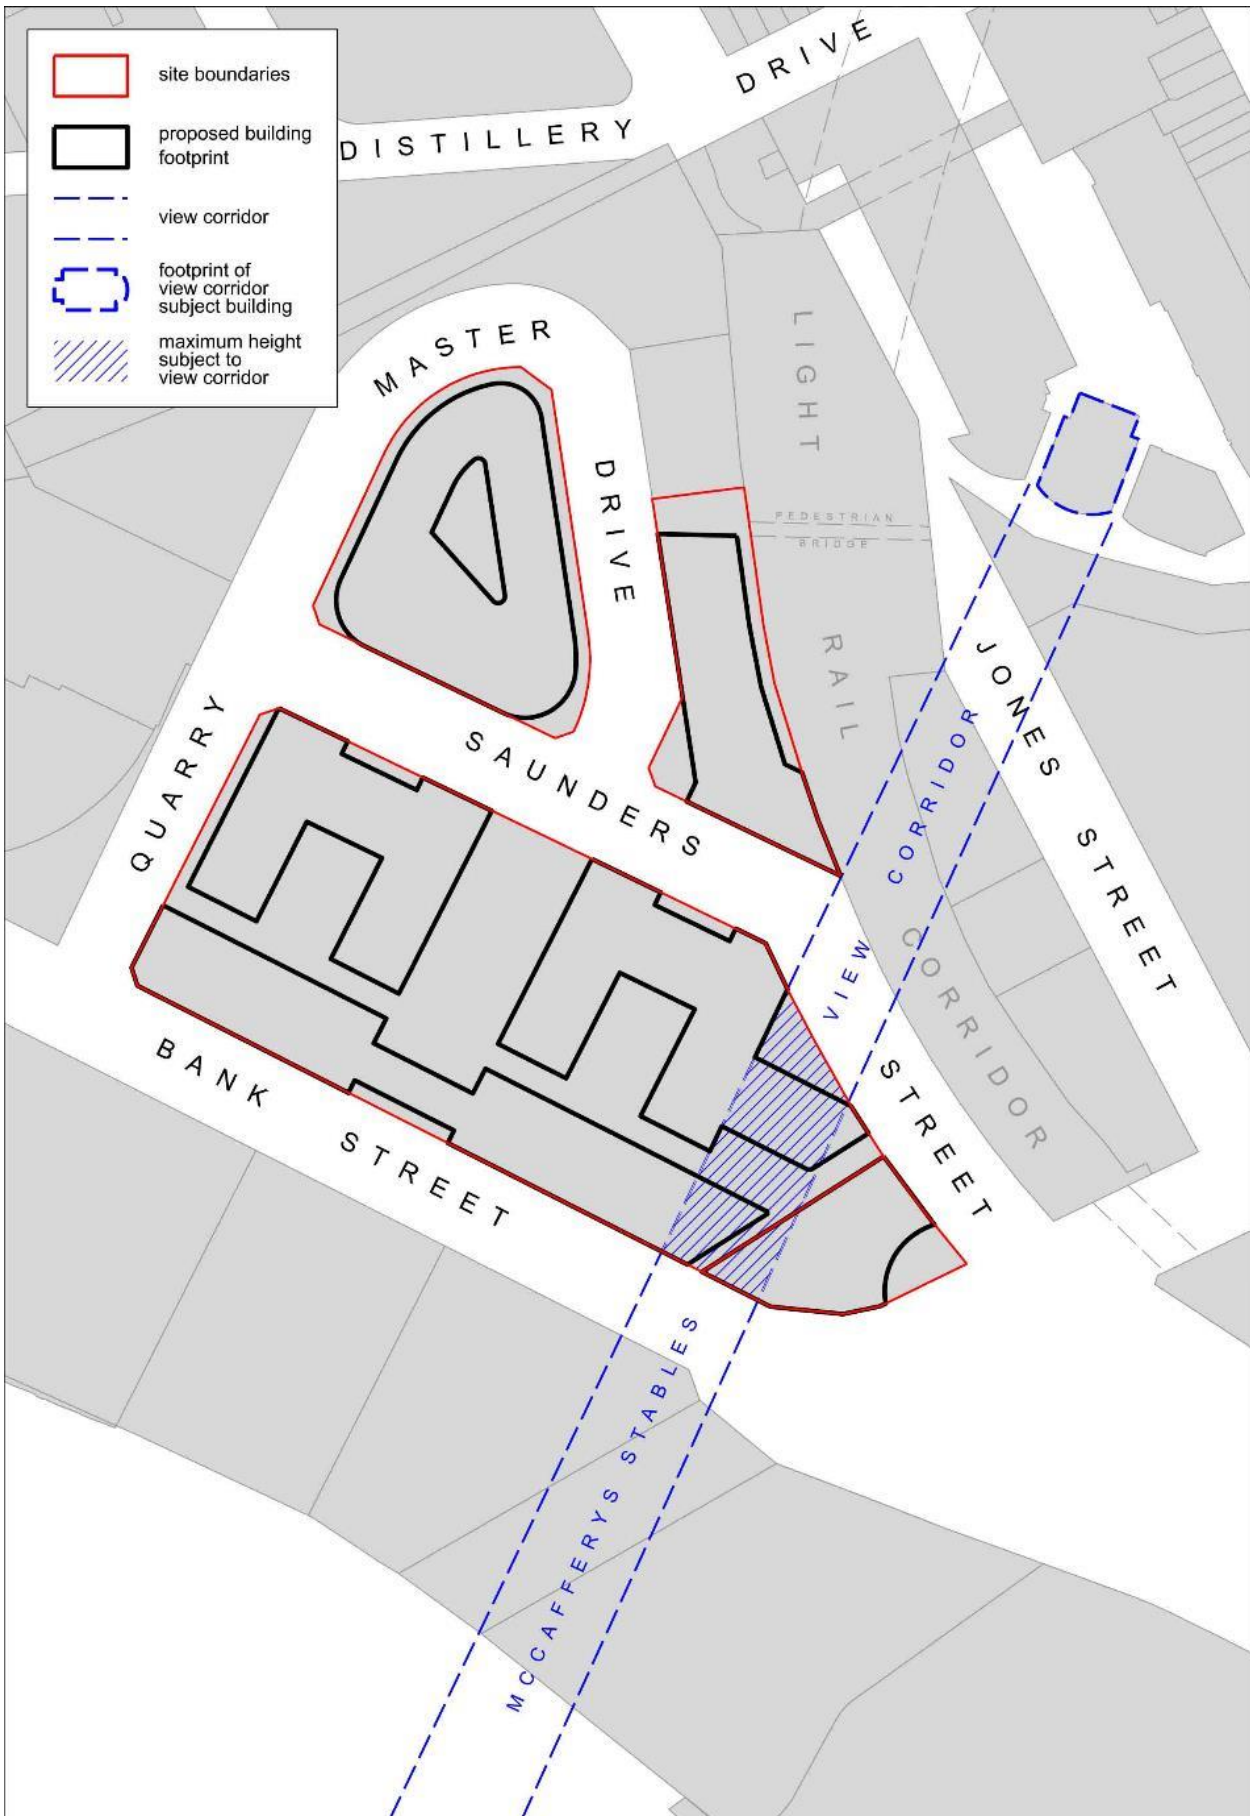 site boundaries
proposed building
footprint
view corridor
footprint of
view corridor
subject building
maximum height
subject to
view corridor
DISTILLERY DRIVE
QUARRY MASTER DRIVE
LIGHT RAIL CORRIDOR
PEDESTRIAN
BRIDGE
JONES STREET
SAUNDERS STREET
BANK STREET
MCCAFFERYS STABLES VIEW CORRIDOR